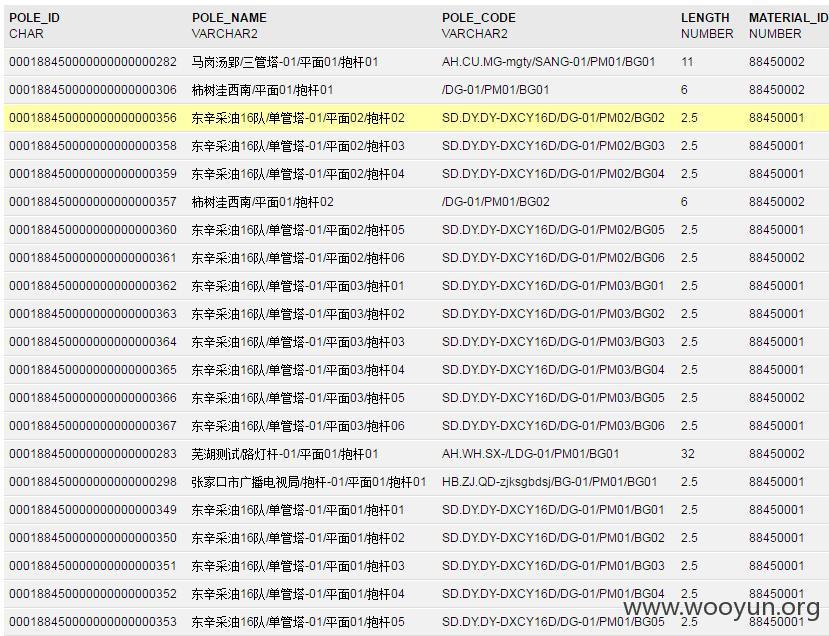 POLE_ID POLE_NAME POLE_CODE LENGTH MATERIAL_ID
CHAR VARCHAR2 VARCHAR2 NUMBER NUMBER
000188450000000000000282 马岗汤郢/三管塔-01/平面01/抱杆01 AH.CU.MG-mgty/SANG-01/PM01/BG01 11 88450002
000188450000000000000306 柿树洼西南/平面01/抱杆01 /DG-01/PM01/BG01 6 88450002
000188450000000000000356 东辛采油16队/单管塔-01/平面02/抱杆02 SD.DY.DY-DXCY16D/DG-01/PM02/BG02 2.5 88450001
000188450000000000000358 东辛采油16队/单管塔-01/平面02/抱杆03 SD.DY.DY-DXCY16D/DG-01/PM02/BG03 2.5 88450001
000188450000000000000359 东辛采油16队/单管塔-01/平面02/抱杆04 SD.DY.DY-DXCY16D/DG-01/PM02/BG04 2.5 88450001
000188450000000000000357 柿树洼西南/平面01/抱杆02 /DG-01/PM01/BG02 6 88450002
000188450000000000000360 东辛采油16队/单管塔-01/平面02/抱杆05 SD.DY.DY-DXCY16D/DG-01/PM02/BG05 2.5 88450001
000188450000000000000361 东辛采油16队/单管塔-01/平面02/抱杆06 SD.DY.DY-DXCY16D/DG-01/PM02/BG06 2.5 88450002
000188450000000000000362 东辛采油16队/单管塔-01/平面03/抱杆01 SD.DY.DY-DXCY16D/DG-01/PM03/BG01 2.5 88450001
000188450000000000000363 东辛采油16队/单管塔-01/平面03/抱杆02 SD.DY.DY-DXCY16D/DG-01/PM03/BG02 2.5 88450001
000188450000000000000364 东辛采油16队/单管塔-01/平面03/抱杆03 SD.DY.DY-DXCY16D/DG-01/PM03/BG03 2.5 88450001
000188450000000000000365 东辛采油16队/单管塔-01/平面03/抱杆04 SD.DY.DY-DXCY16D/DG-01/PM03/BG04 2.5 88450001
000188450000000000000366 东辛采油16队/单管塔-01/平面03/抱杆05 SD.DY.DY-DXCY16D/DG-01/PM03/BG05 2.5 88450002
000188450000000000000367 东辛采油16队/单管塔-01/平面03/抱杆06 SD.DY.DY-DXCY16D/DG-01/PM03/BG06 2.5 88450001
000188450000000000000283 芜湖测试/路灯杆-01/平面01/抱杆01 AH.WH.SX-/LDG-01/PM01/BG01 32 88450002
000188450000000000000298 张家口市广播电视局/抱杆-01/平面01/抱杆01 HB.ZJ.QD-zjksgbdsj/BG-01/PM01/BG01 2.5 88450001
000188450000000000000349 东辛采油16队/单管塔-01/平面01/抱杆01 SD.DY.DY-DXCY16D/DG-01/PM01/BG01 2.5 88450001
000188450000000000000350 东辛采油16队/单管塔-01/平面01/抱杆02 SD.DY.DY-DXCY16D/DG-01/PM01/BG02 2.5 88450001
000188450000000000000351 东辛采油16队/单管塔-01/平面01/抱杆03 SD.DY.DY-DXCY16D/DG-01/PM01/BG03 2.5 88450001
000188450000000000000352 东辛采油16队/单管塔-01/平面01/抱杆04 SD.DY.DY-DXCY16D/DG-01/PM01/BG04 2.5 88450001
000188450000000000000353 东辛采油16队/单管塔-01/平面01/抱杆05 SD.DY.DY-DXCY16D/DG-01/PM01/BG05 2.5 88450001
www.wooyun.org